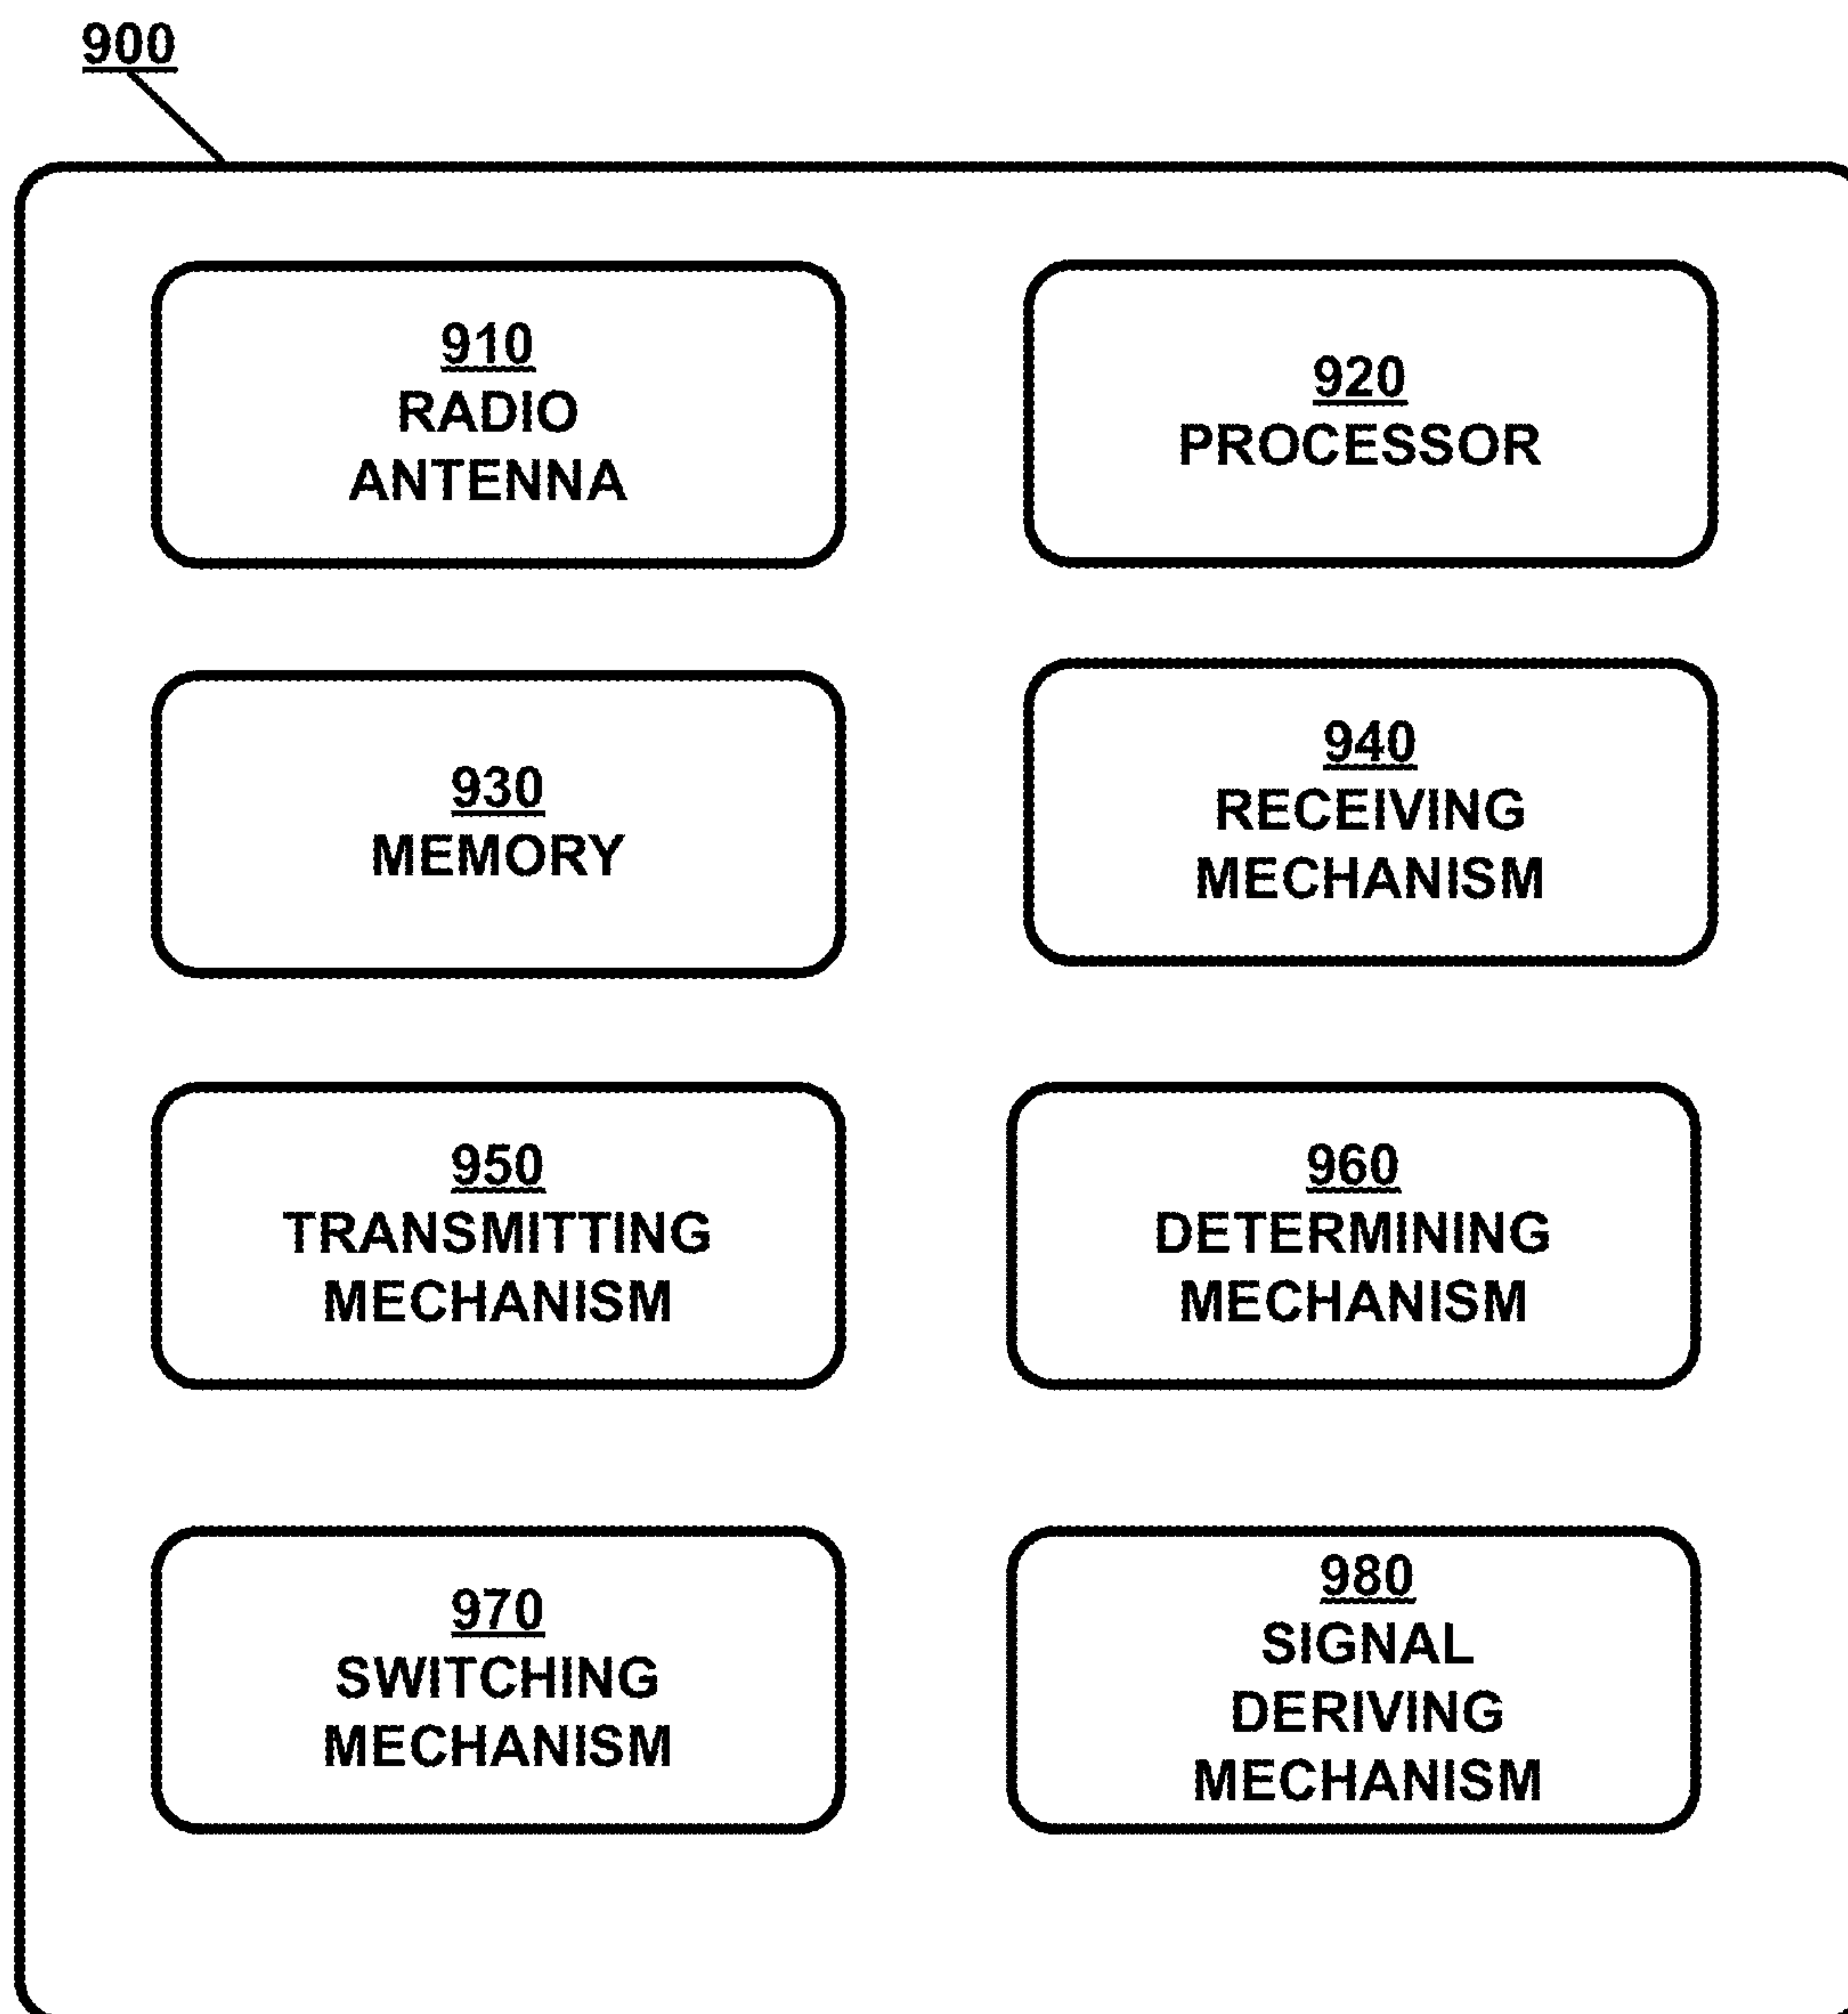 900
910
RADIO
ANTENNA
920
PROCESSOR
930
MEMORY
940
RECEIVING
MECHANISM
950
TRANSMITTING
MECHANISM
960
DETERMINING
MECHANISM
970
SWITCHING
MECHANISM
980
SIGNAL
DERIVING
MECHANISM